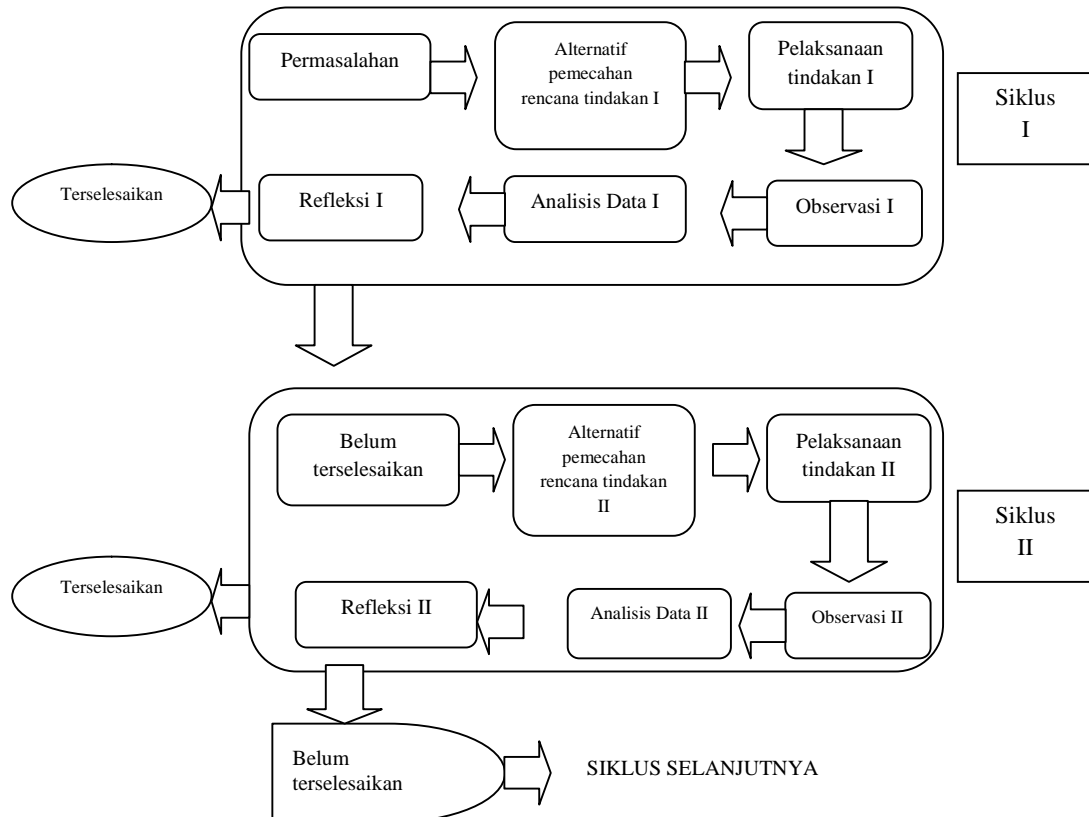 Permasalahan
Alternatif
pemecahan
rencana tindakan I
Pelaksanaan
tindakan I
Siklus
I
Terselesaikan
Refleksi I
Analisis Data I
Observasi I
Belum
terselesaikan
Alternatif
pemecahan
rencana tindakan
II
Pelaksanaan
tindakan II
Siklus
II
Terselesaikan
Refleksi II
Analisis Data II
Observasi II
Belum
terselesaikan
SIKLUS SELANJUTNYA